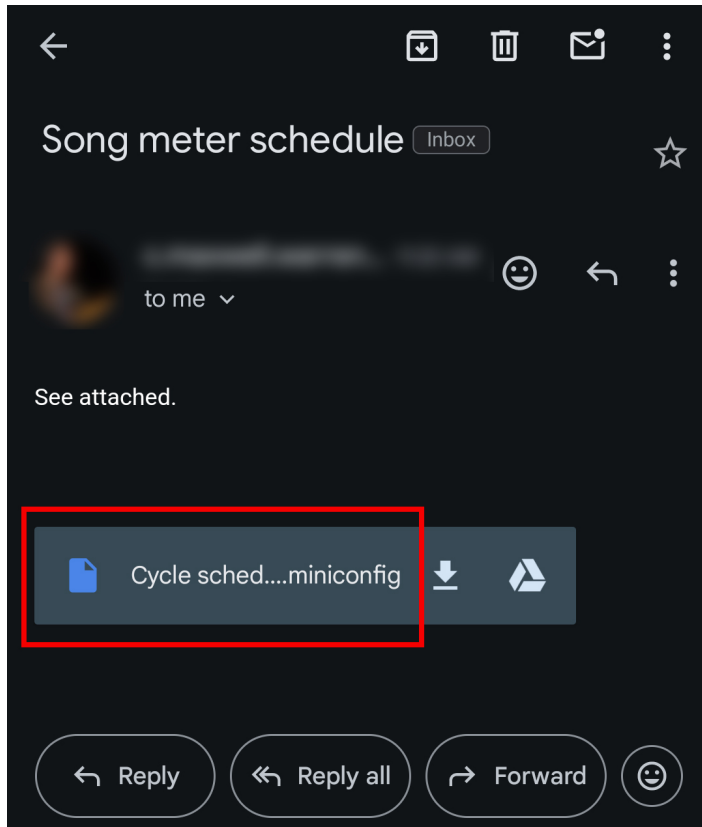 Song meter schedule Inbox
to me
See attached.
Cycle sched....miniconfig
Reply Reply all Forward